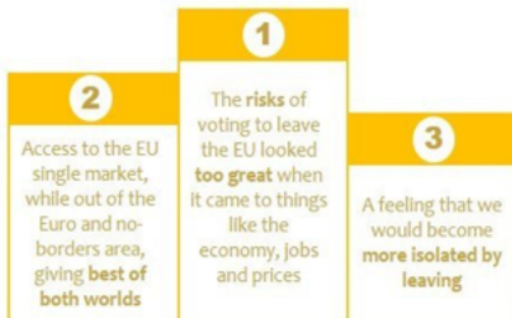 1
The risks of
voting to leave
the EU looked
too great when
it came to things
like the
economy, jobs
and prices
2
Access to the EU
single market,
while out of the
Euro and no-
borders area,
giving best of
both worlds
3
A feeling that we
would become
more isolated by
leaving